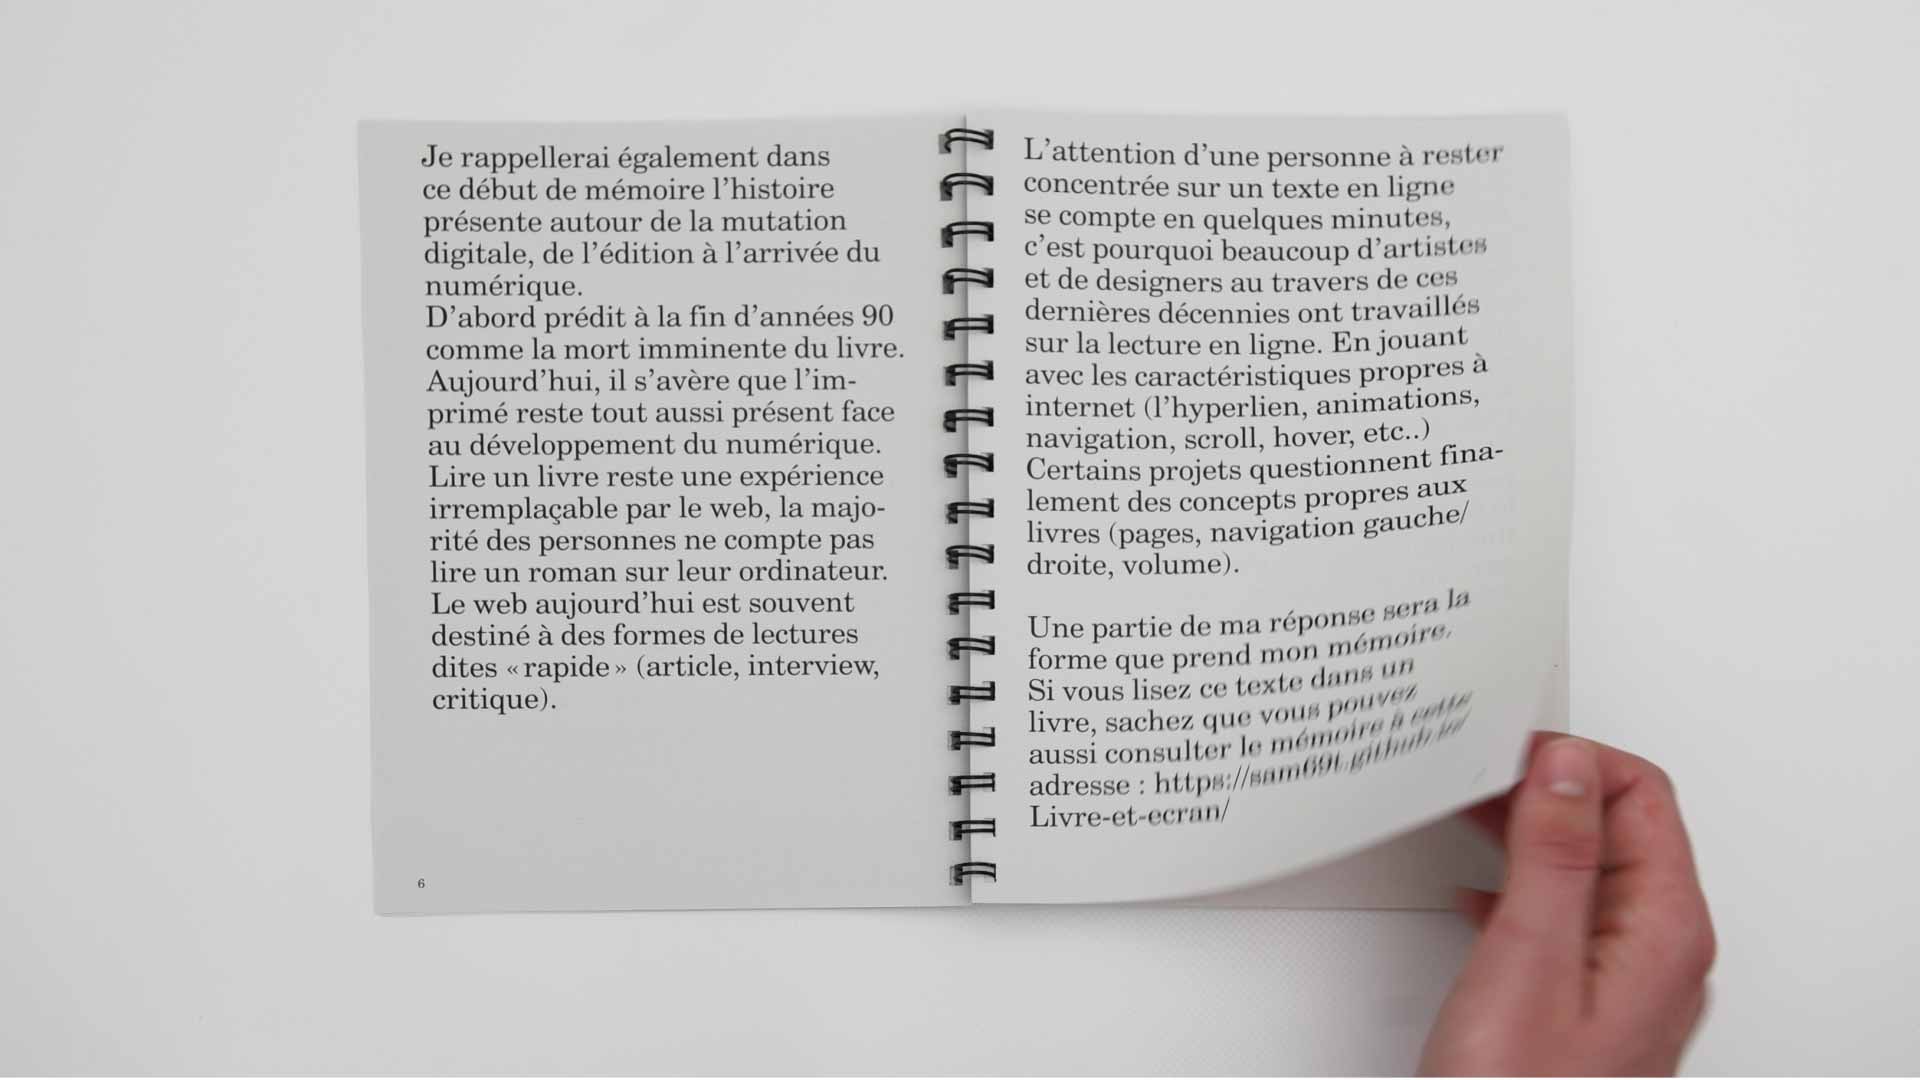 Je rappellerai également dans
ce début de mémoire l’histoire
présente autour de la mutation
digitale, de l’édition à l’arrivée du
numérique.
D’abord prédit à la fin d’années 90
comme la mort imminente du livre.
Aujourd’hui, il s’avère que l’im-
primé reste tout aussi présent face
au développement du numérique.
Lire un livre reste une expérience
irremplaçable par le web, la majo-
rité des personnes ne compte pas
lire un roman sur leur ordinateur.
Le web aujourd’hui est souvent
destiné à des formes de lectures
dites « rapide » (article, interview,
critique).
6
L’attention d’une personne à rester
concentrée sur un texte en ligne
se compte en quelques minutes,
c’est pourquoi beaucoup d’artistes
et de designers au travers de ces
dernières décennies ont travaillés
sur la lecture en ligne. En jouant
avec les caractéristiques propres à
internet (l’hyperlien, animations,
navigation, scroll, hover, etc..)
Certains projets questionnent fina-
lement des concepts propres aux
livres (pages, navigation gauche/
droite, volume).
Une partie de ma réponse sera la
forme que prend mon mémoire.
Si vous lisez ce texte dans un
livre, sachez que vous pouvez
aussi consulter le mémoire à cette
adresse : https://sam69t.github.io/
Livre-et-ecran/